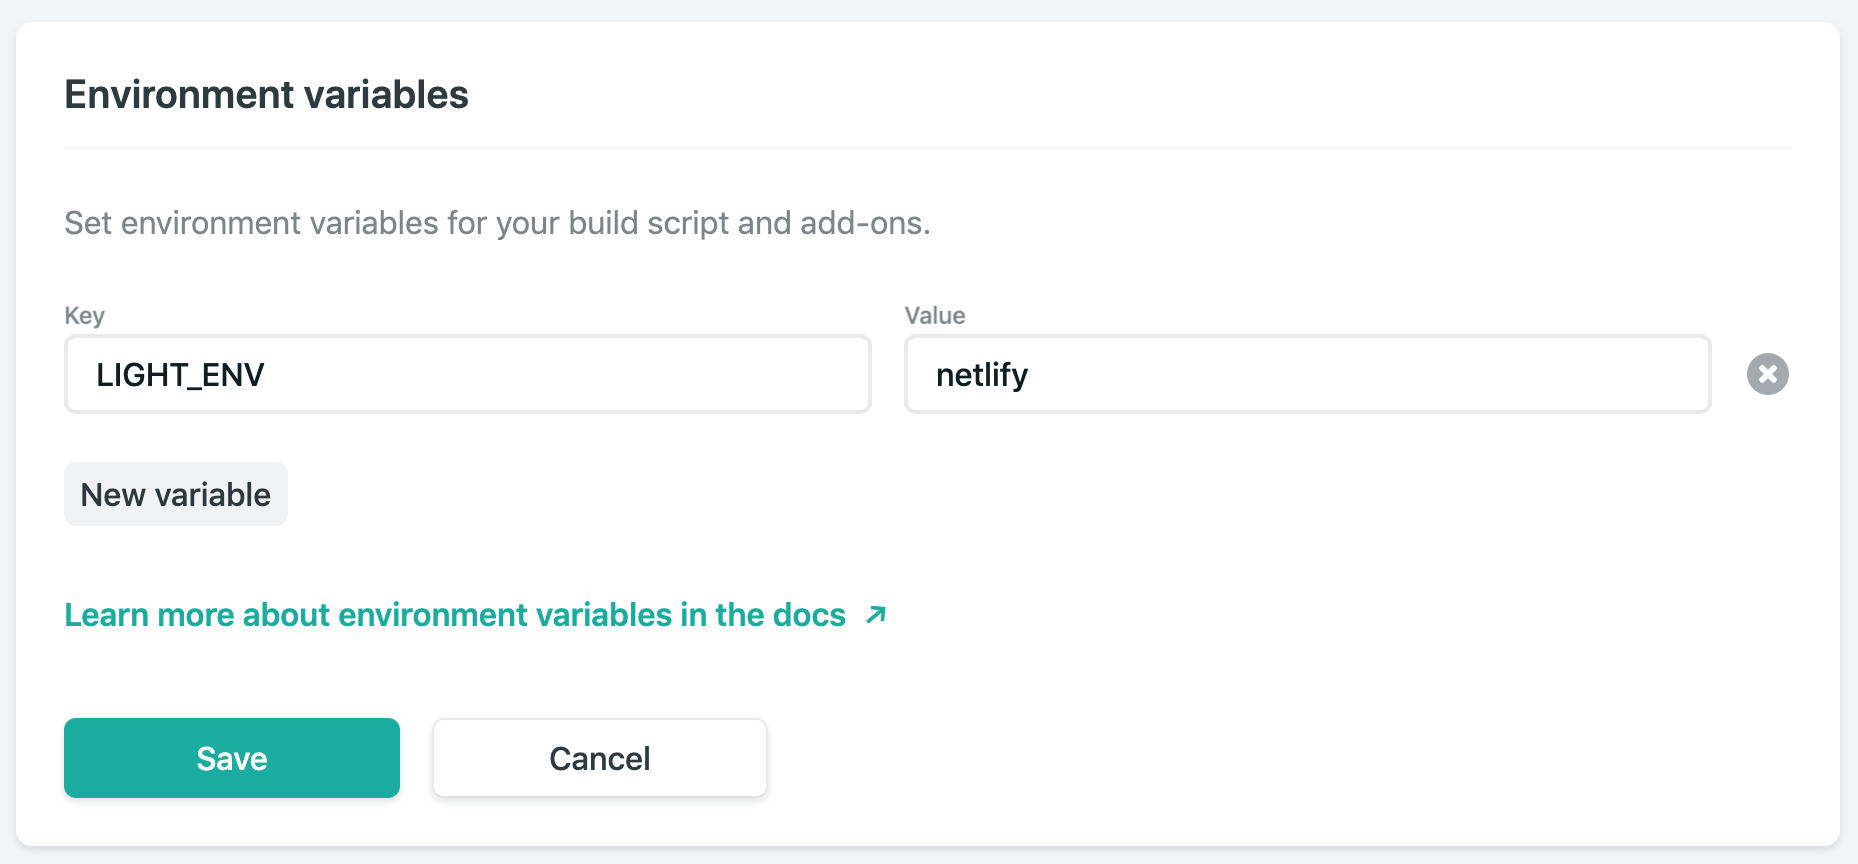 Environment variables
Set environment variables for your build script and add-ons.
Key
Value
LIGHT_ENV
netlify
New variable
Learn more about environment variables in the docs
Save
Cancel